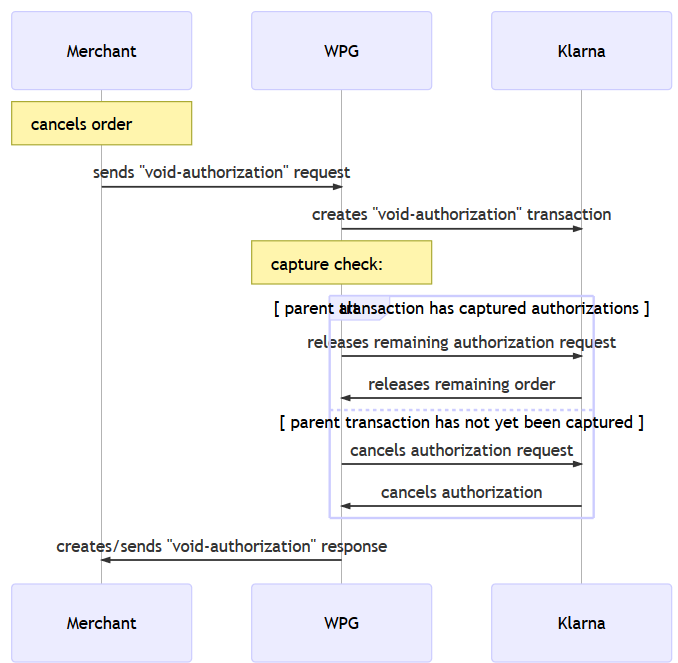 Merchant
WPG
Klarna
cancels order
sends "void-authorization" request
creates "void-authorization" transaction
capture check:
alt
[ parent transaction has captured authorizations ]
releases remaining authorization request
releases remaining order
[ parent transaction has not yet been captured ]
cancels authorization request
cancels authorization
creates/sends "void-authorization" response
Merchant
WPG
Klarna